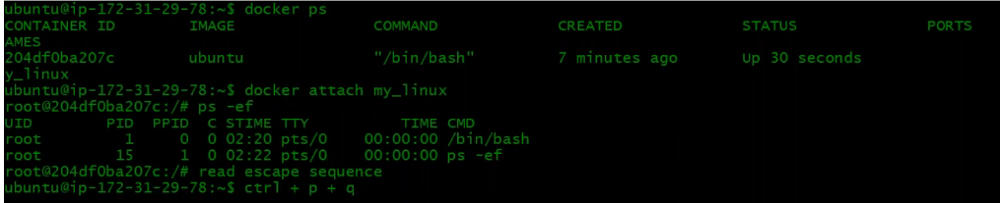 ubuntu@ip-172-31-29-78:~$ docker ps
CONTAINER ID        IMAGE               COMMAND             CREATED             STATUS              PORTS
AMES
204df0ba207c        ubuntu              "/bin/bash"         7 minutes ago       Up 30 seconds
y_linux
ubuntu@ip-172-31-29-78:~$ docker attach my_linux
root@204df0ba207c:/# ps -ef
UID        PID  PPID  C STIME TTY          TIME CMD
root         1     0  0 02:20 pts/0    00:00:00 /bin/bash
root        15     1  0 02:22 pts/0    00:00:00 ps -ef
root@204df0ba207c:/# read escape sequence
ubuntu@ip-172-31-29-78:~$ ctrl + p + q